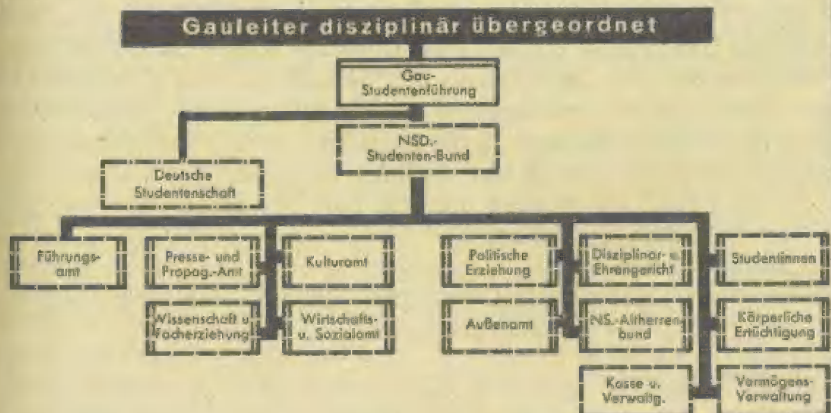 Gauleiter disziplinär übergeordnet
Gau-
Studentenführung
NSD.-
Studenten-Bund
Deutsche
Studentenschaft
Führungs-
amt
Presse- und
Propag.-Amt
Kulturamt
Politische
Erziehung
Disziplinar- u.
Ehrengericht
Studentinnen
Wissenschaft u.
Facherziehung
Wirtschafts-
u. Sozialamt
Außenamt
NS.-Altherren-
bund
Körperliche
Ertüchtigung
Kasse u.
Verwaltg.
Vermögens-
Verwaltung